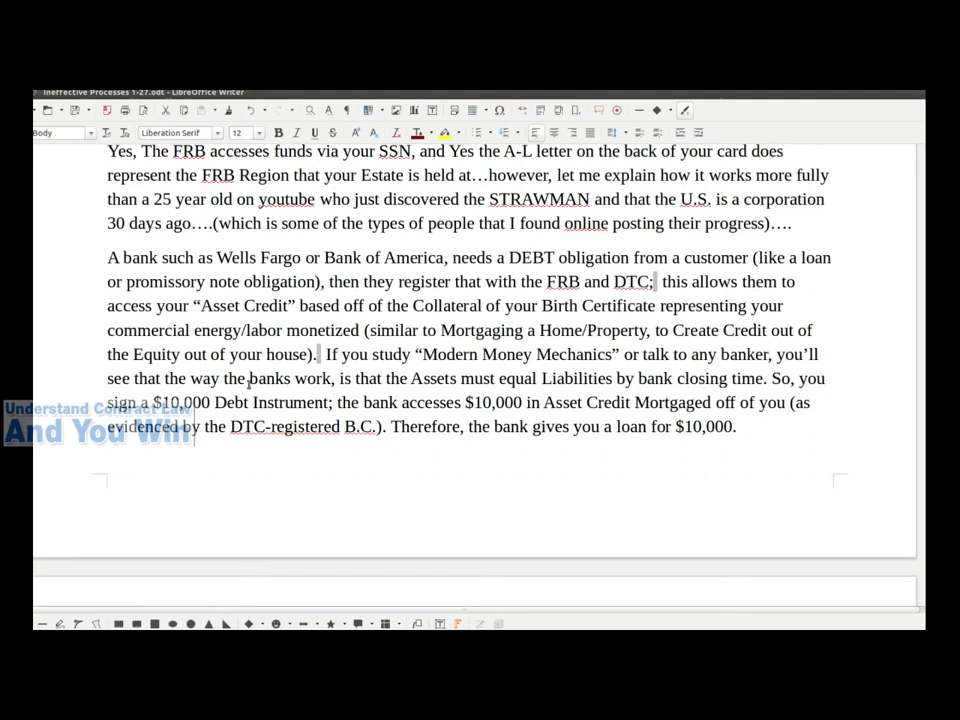 Ineffective Processes 1-27.odt - LibreOffice Writer
Body
Liberation Serif
12
Yes, The FRB accesses funds via your SSN, and Yes the A-L letter on the back of your card does
represent the FRB Region that your Estate is held at…however, let me explain how it works more fully
than a 25 year old on youtube who just discovered the STRAWMAN and that the U.S. is a corporation
30 days ago….(which is some of the types of people that I found online posting their progress)….
A bank such as Wells Fargo or Bank of America, needs a DEBT obligation from a customer (like a loan
or promissory note obligation), then they register that with the FRB and DTC; this allows them to
access your “Asset Credit” based off of the Collateral of your Birth Certificate representing your
commercial energy/labor monetized (similar to Mortgaging a Home/Property, to Create Credit out of
the Equity out of your house). If you study “Modern Money Mechanics” or talk to any banker, you’ll
see that the way the banks work, is that the Assets must equal Liabilities by bank closing time. So, you
sign a $10,000 Debt Instrument; the bank accesses $10,000 in Asset Credit Mortgaged off of you (as
evidenced by the DTC-registered B.C.). Therefore, the bank gives you a loan for $10,000.
Understand Contract Law
And You Win